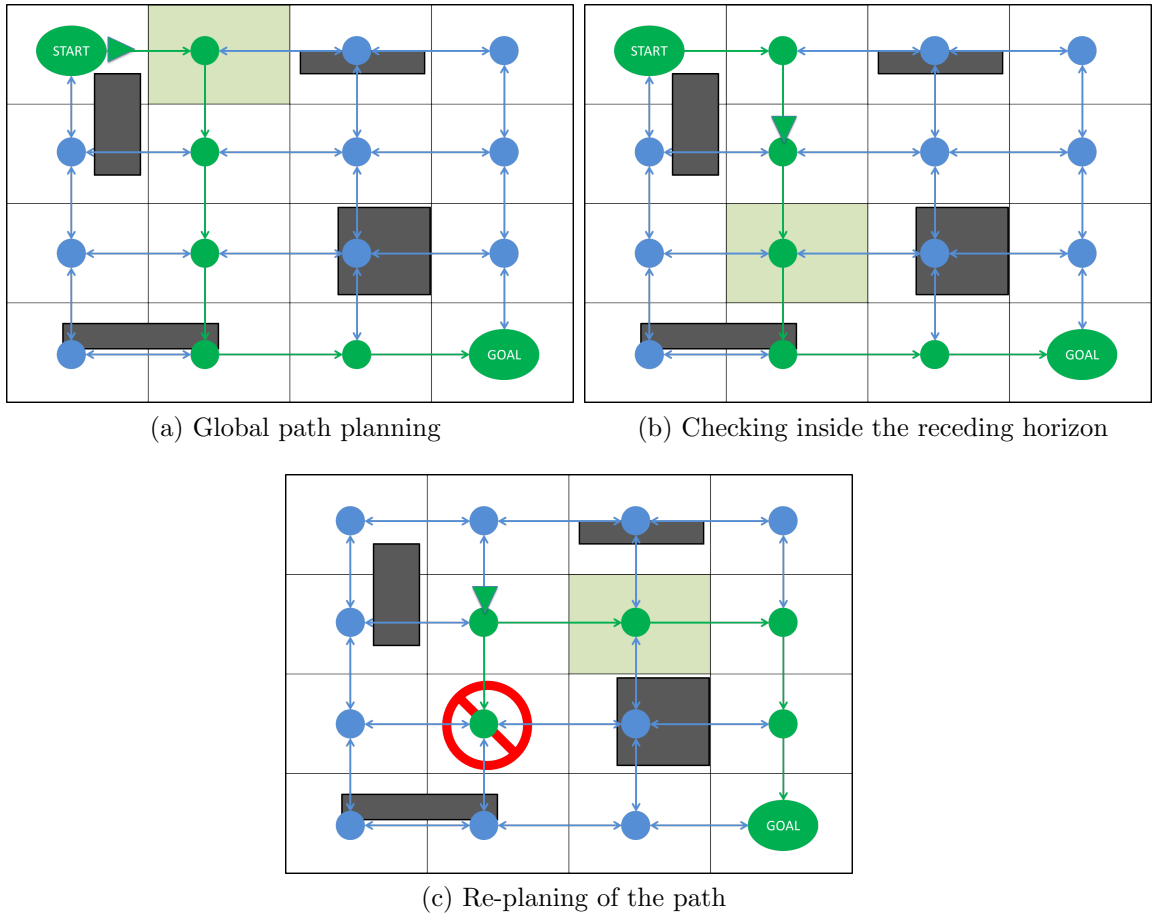 START
GOAL
(a) Global path planning
START
GOAL
(b) Checking inside the receding horizon
GOAL
(c) Re-planing of the path